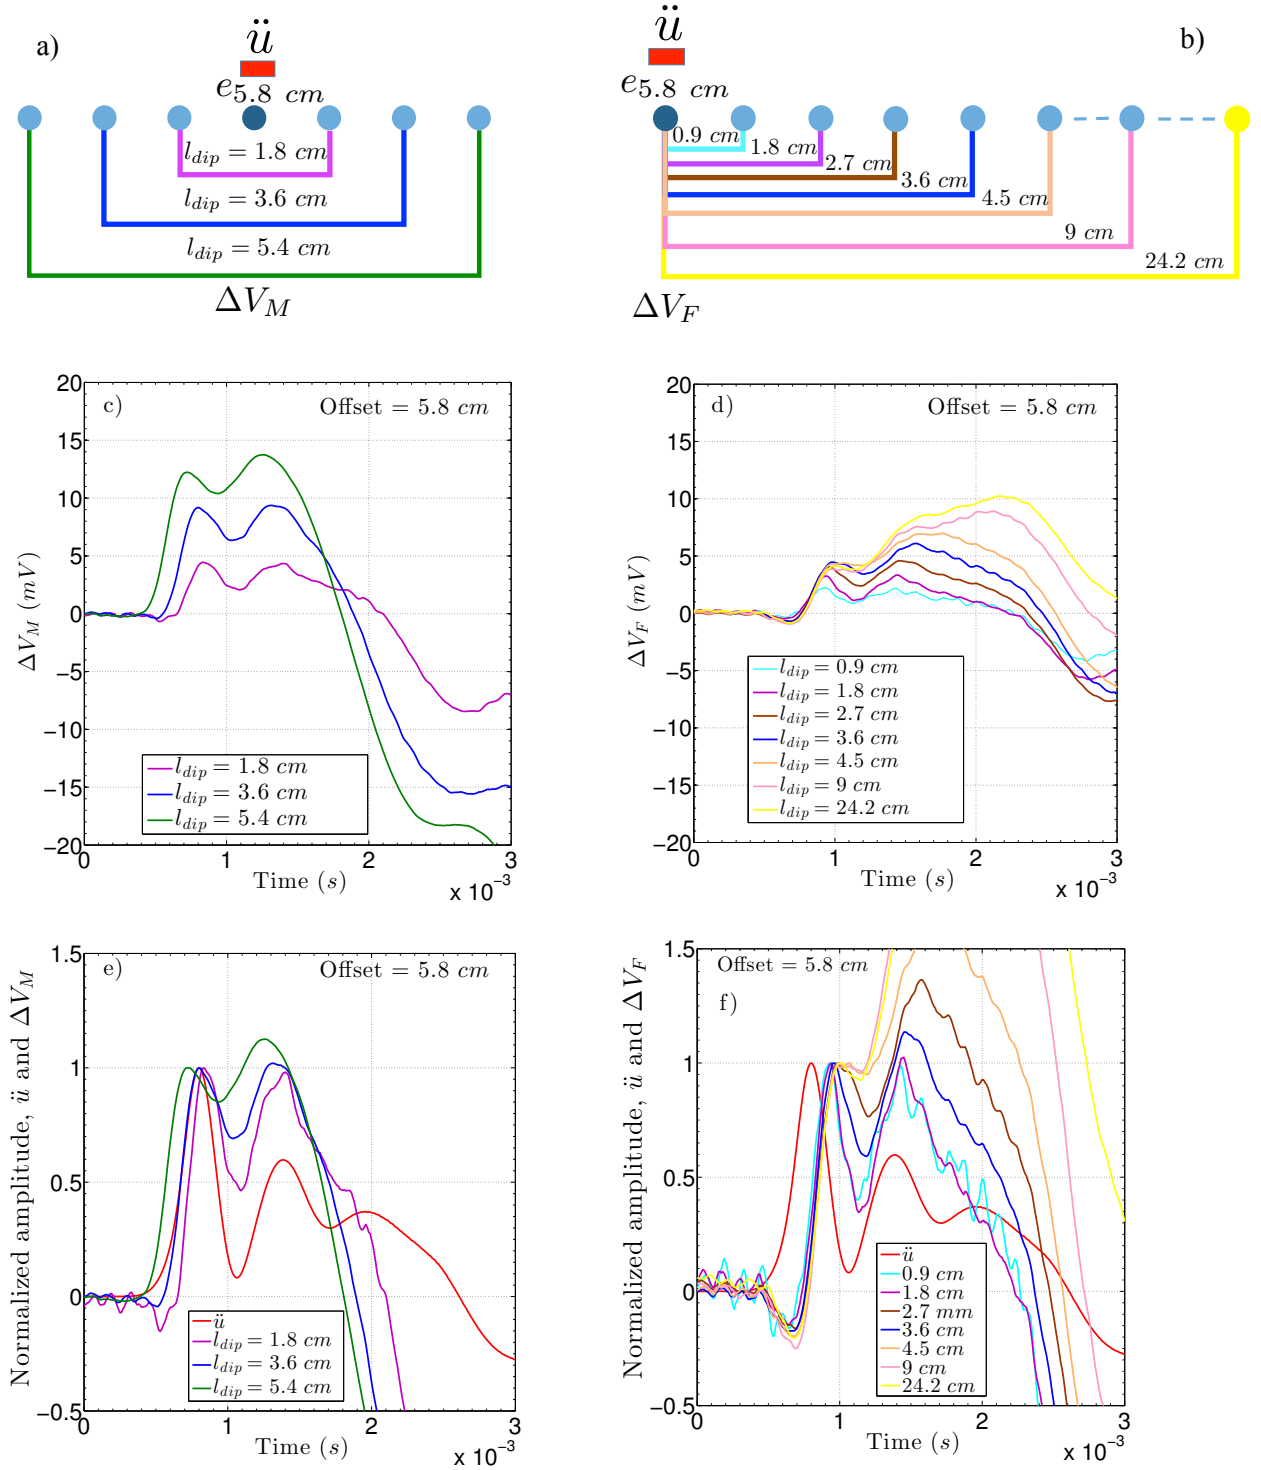 a)
ü
e5.8 cm
l_dip = 1.8 cm
l_dip = 3.6 cm
l_dip = 5.4 cm
ΔV_M
b)
ü
e5.8 cm
0.9 cm
1.8 cm
2.7 cm
3.6 cm
4.5 cm
9 cm
24.2 cm
ΔV_F
c)
Offset = 5.8 cm
20
15
10
5
0
−5
−10
−15
−20
ΔV_M (mV)
l_dip = 1.8 cm
l_dip = 3.6 cm
l_dip = 5.4 cm
0 1 2 3
Time (s)
x 10⁻³
d)
Offset = 5.8 cm
20
15
10
5
0
−5
−10
−15
−20
ΔV_F (mV)
l_dip = 0.9 cm
l_dip = 1.8 cm
l_dip = 2.7 cm
l_dip = 3.6 cm
l_dip = 4.5 cm
l_dip = 9 cm
l_dip = 24.2 cm
0 1 2 3
Time (s)
x 10⁻³
e)
Offset = 5.8 cm
1.5
1
0.5
0
−0.5
Normalized amplitude, ü and ΔV_M
ü
l_dip = 1.8 cm
l_dip = 3.6 cm
l_dip = 5.4 cm
0 1 2 3
Time (s)
x 10⁻³
Offset = 5.8 cm
f)
1.5
1
0.5
0
−0.5
Normalized amplitude, ü and ΔV_F
ü
0.9 cm
1.8 cm
2.7 mm
3.6 cm
4.5 cm
9 cm
24.2 cm
0 1 2 3
Time (s)
x 10⁻³